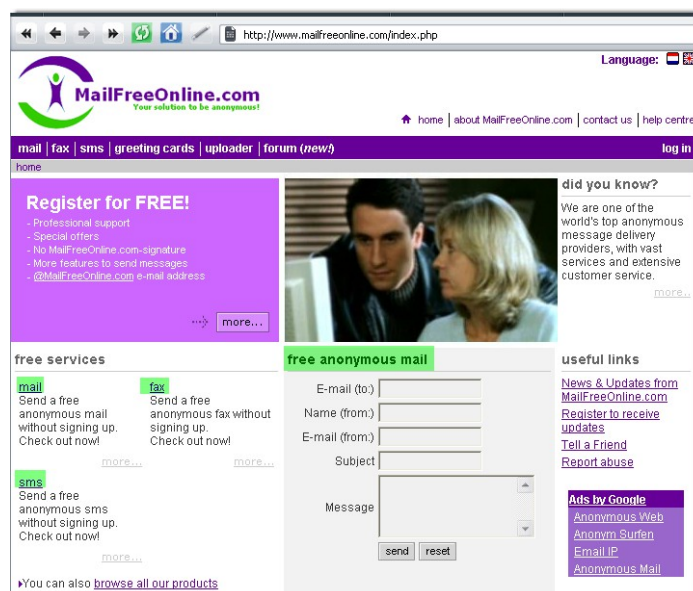 http://www.mailfreeonline.com/index.php
Language:
MailFreeOnline.com
Your solution to be anonymous!
home | about MailFreeOnline.com | contact us | help centre
mail | fax | sms | greeting cards | uploader | forum (new!)
log in
home
Register for FREE!
- Professional support
- Special offers
- No MailFreeOnline.com-signature
- More features to send messages
- @MailFreeOnline.com e-mail address
more...
did you know?
We are one of the
world's top anonymous
message delivery
providers, with vast
services and extensive
customer service.
more..
free services
mail
Send a free
anonymous mail
without signing up.
Check out now!
more...
fax
Send a free
anonymous fax without
signing up.
Check out now!
more...
sms
Send a free
anonymous sms
without signing up.
Check out now!
more...
You can also browse all our products
free anonymous mail
E-mail (to:)
Name (from:)
E-mail (from:)
Subject
Message
send reset
useful links
News & Updates from
MailFreeOnline.com
Register to receive
updates
Tell a Friend
Report abuse
Ads by Google
Anonymous Web
Anonym Surfen
Email IP
Anonymous Mail